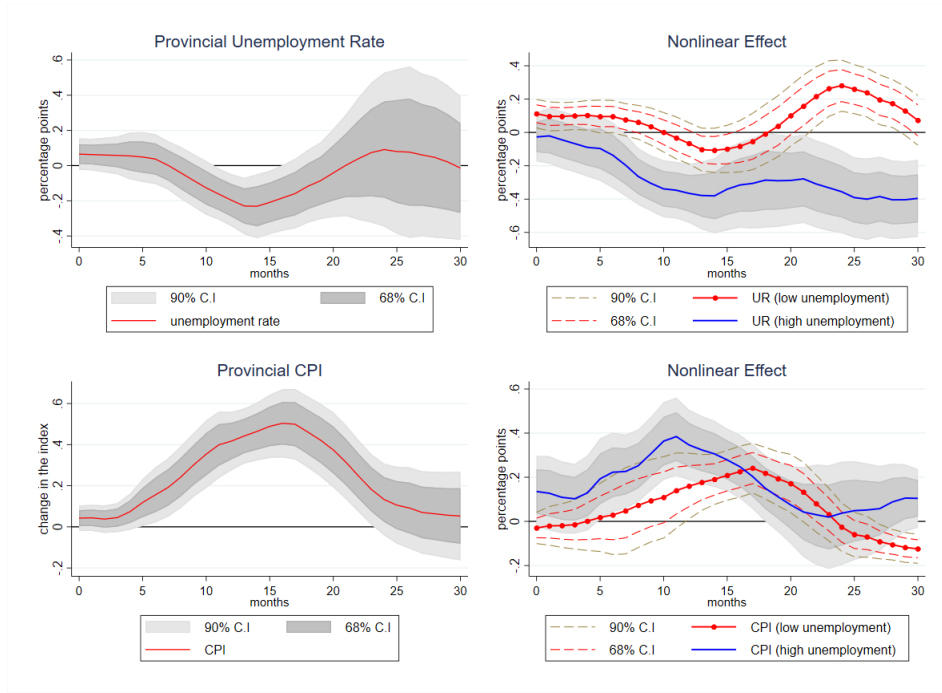 Provincial Unemployment Rate
percentage points
.6
.4
.2
0
-.2
-.4
0 5 10 15 20 25 30
months
90% C.I 68% C.I
unemployment rate
Nonlinear Effect
percentage points
.4
.2
0
-.2
-.4
-.6
0 5 10 15 20 25 30
months
90% C.I UR (low unemployment)
68% C.I UR (high unemployment)
Provincial CPI
change in the index
.6
.4
.2
0
-.2
0 5 10 15 20 25 30
months
90% C.I 68% C.I
CPI
Nonlinear Effect
percentage points
.6
.4
.2
0
-.2
0 5 10 15 20 25 30
months
90% C.I CPI (low unemployment)
68% C.I CPI (high unemployment)